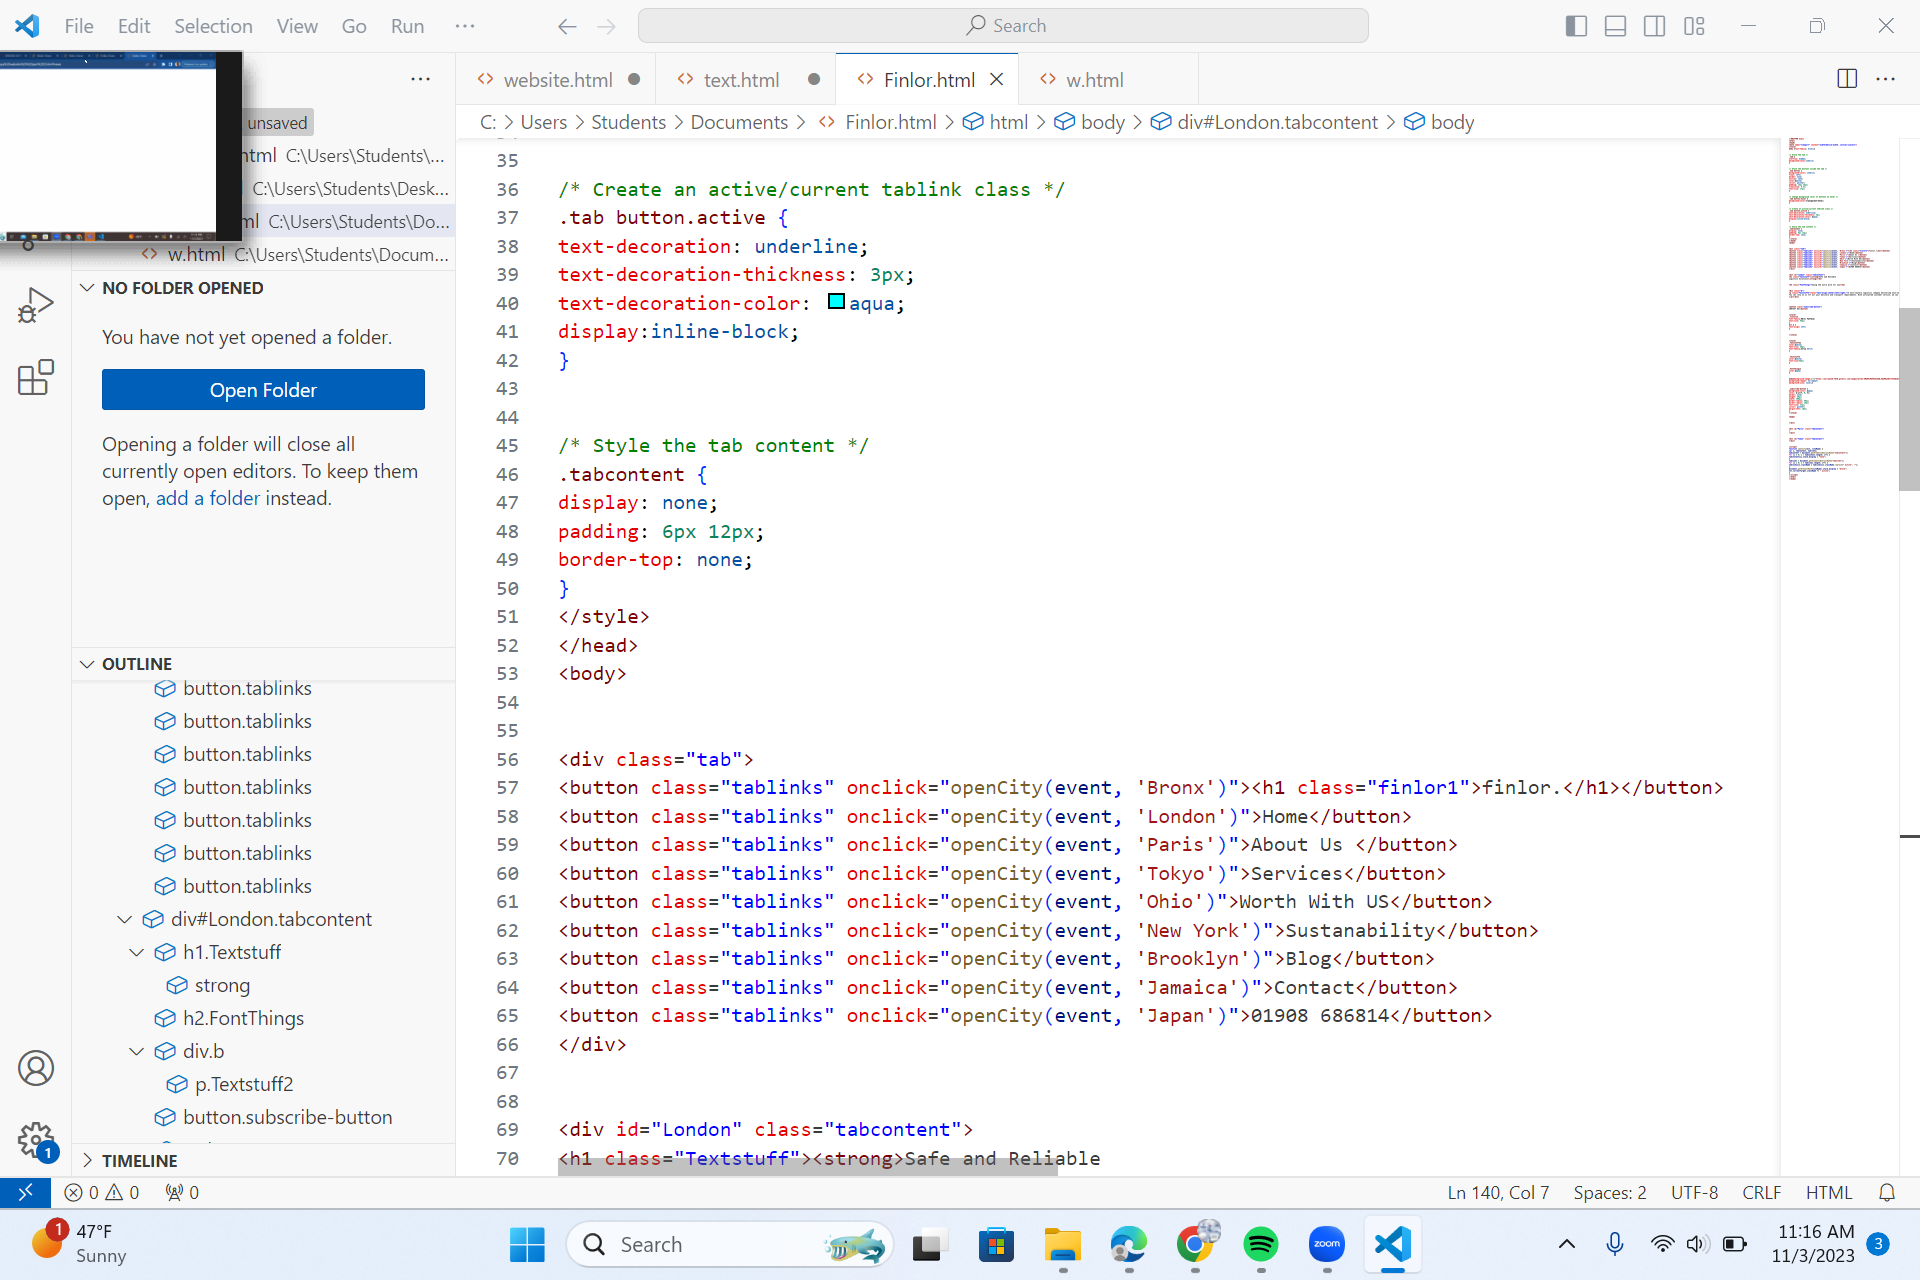 File Edit Selection View Go Run ···
Search
unsaved
html C:\Users\Students\...
C:\Users\Students\Desk...
ml C:\Users\Students\Do...
w.html C:\Users\Students\Docum...
NO FOLDER OPENED
You have not yet opened a folder.
Open Folder
Opening a folder will close all
currently open editors. To keep them
open, add a folder instead.
OUTLINE
button.tablinks
button.tablinks
button.tablinks
button.tablinks
button.tablinks
button.tablinks
button.tablinks
div#London.tabcontent
h1.Textstuff
strong
h2.FontThings
div.b
p.Textstuff2
button.subscribe-button
TIMELINE
website.html text.html Finlor.html w.html
C: > Users > Students > Documents > Finlor.html > html > body > div#London.tabcontent > body
35
36 /* Create an active/current tablink class */
37 .tab button.active {
38 text-decoration: underline;
39 text-decoration-thickness: 3px;
40 text-decoration-color: aqua;
41 display:inline-block;
42 }
43
44
45 /* Style the tab content */
46 .tabcontent {
47 display: none;
48 padding: 6px 12px;
49 border-top: none;
50 }
51 </style>
52 </head>
53 <body>
54
55
56 <div class="tab">
57 <button class="tablinks" onclick="openCity(event, 'Bronx')"><h1 class="finlor1">finlor.</h1></button>
58 <button class="tablinks" onclick="openCity(event, 'London')">Home</button>
59 <button class="tablinks" onclick="openCity(event, 'Paris')">About Us </button>
60 <button class="tablinks" onclick="openCity(event, 'Tokyo')">Services</button>
61 <button class="tablinks" onclick="openCity(event, 'Ohio')">Worth With US</button>
62 <button class="tablinks" onclick="openCity(event, 'New York')">Sustanability</button>
63 <button class="tablinks" onclick="openCity(event, 'Brooklyn')">Blog</button>
64 <button class="tablinks" onclick="openCity(event, 'Jamaica')">Contact</button>
65 <button class="tablinks" onclick="openCity(event, 'Japan')">01908 686814</button>
66 </div>
67
68
69 <div id="London" class="tabcontent">
70 <h1 class="Textstuff"><strong>Safe and Reliable
1
0 0 0
Ln 140, Col 7 Spaces: 2 UTF-8 CRLF HTML
1
47°F
Sunny
Search
zoom
11:16 AM
11/3/2023
3